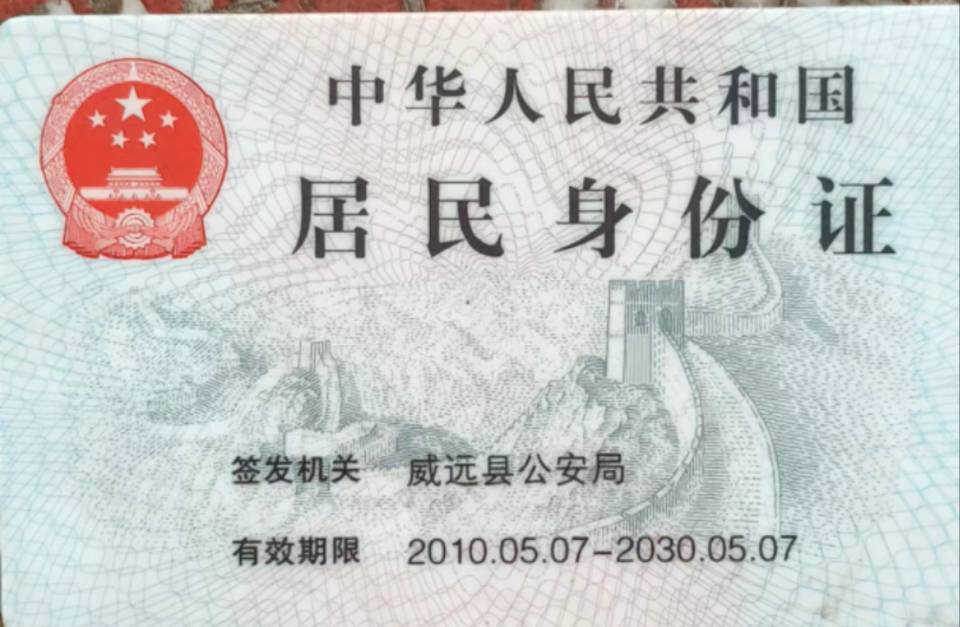 中华人民共和国
居民身份证
签发机关 威远县公安局
有效期限 2010.05.07-2030.05.07